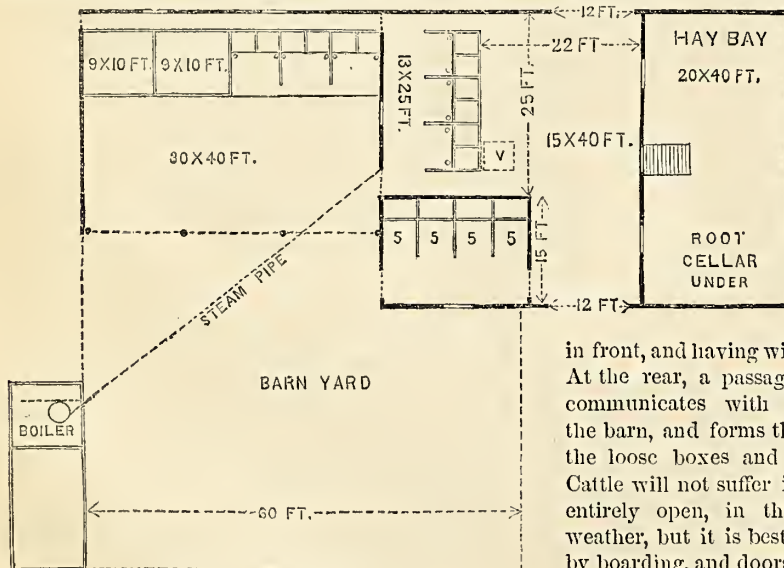 12 FT.
9X10 FT.
9X10 FT.
13X25 FT.
22 FT
25 FT.
HAY BAY
20X40 FT.
15X40 FT.
V
30X40 FT.
5 5 5 5
15 FT.
ROOT
CELLAR
UNDER
STEAM PIPE
12 FT
BARN YARD
BOILER
60 FT.
in front, and having wi
At the rear, a passag
communicates with
the barn, and forms th
the loose boxes and
Cattle will not suffer i
entirely open, in th
weather, but it is best
by boarding, and door